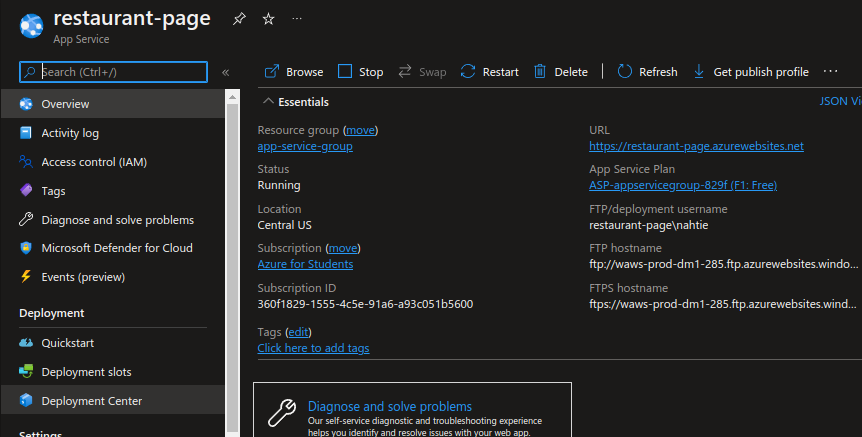 restaurant-page
App Service
Search (Ctrl+/)
Overview
Activity log
Access control (IAM)
Tags
Diagnose and solve problems
Microsoft Defender for Cloud
Events (preview)
Deployment
Quickstart
Deployment slots
Deployment Center
Settings
Browse
Stop
Swap
Restart
Delete
Refresh
Get publish profile
Essentials
JSON Vi
Resource group (move)
app-service-group
Status
Running
Location
Central US
Subscription (move)
Azure for Students
Subscription ID
360f1829-1555-4c5e-91a6-a93c051b5600
Tags (edit)
Click here to add tags
URL
https://restaurant-page.azurewebsites.net
App Service Plan
ASP-appservicegroup-829f (F1: Free)
FTP/deployment username
restaurant-page\nahtie
FTP hostname
ftp://waws-prod-dm1-285.ftp.azurewebsites.windo...
FTPS hostname
ftps://waws-prod-dm1-285.ftp.azurewebsites.wind...
Diagnose and solve problems
Our self-service diagnostic and troubleshooting experience
helps you identify and resolve issues with your web app.